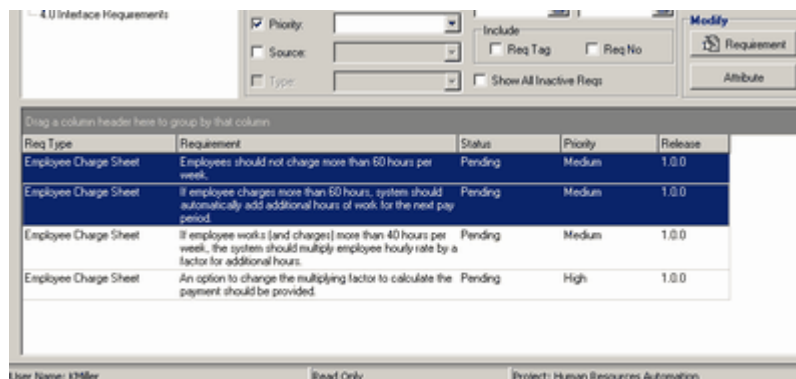 4.0 Interface Requirements
Priority:
Include
Modify
Source:
Req Tag
Req No
Requirement
Type:
Show All Inactive Reqs
Attribute
Drag a column header here to group by that column
Req Type Requirement Status Priority Release
Employee Charge Sheet Employees should not charge more than 60 hours per Pending Medium 1.0.0
week.
Employee Charge Sheet If employee charges more than 60 hours, system should Pending Medium 1.0.0
automatically add additional hours of work for the next pay
period.
Employee Charge Sheet If employee works (and charges) more than 40 hours per Pending Medium 1.0.0
week, the system should multiply employee hourly rate by a
factor for additional hours.
Employee Charge Sheet An option to change the multiplying factor to calculate the Pending High 1.0.0
payment should be provided.
User Name: KMiller Read Only Project: Human Resources Automation